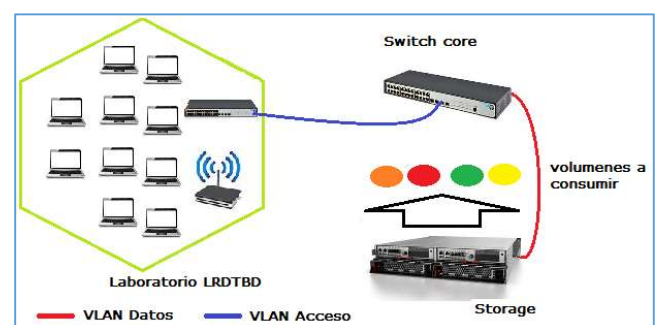 Switch core
volumenes a
consumir
Laboratorio LRDTBD
Storage
VLAN Datos
VLAN Acceso